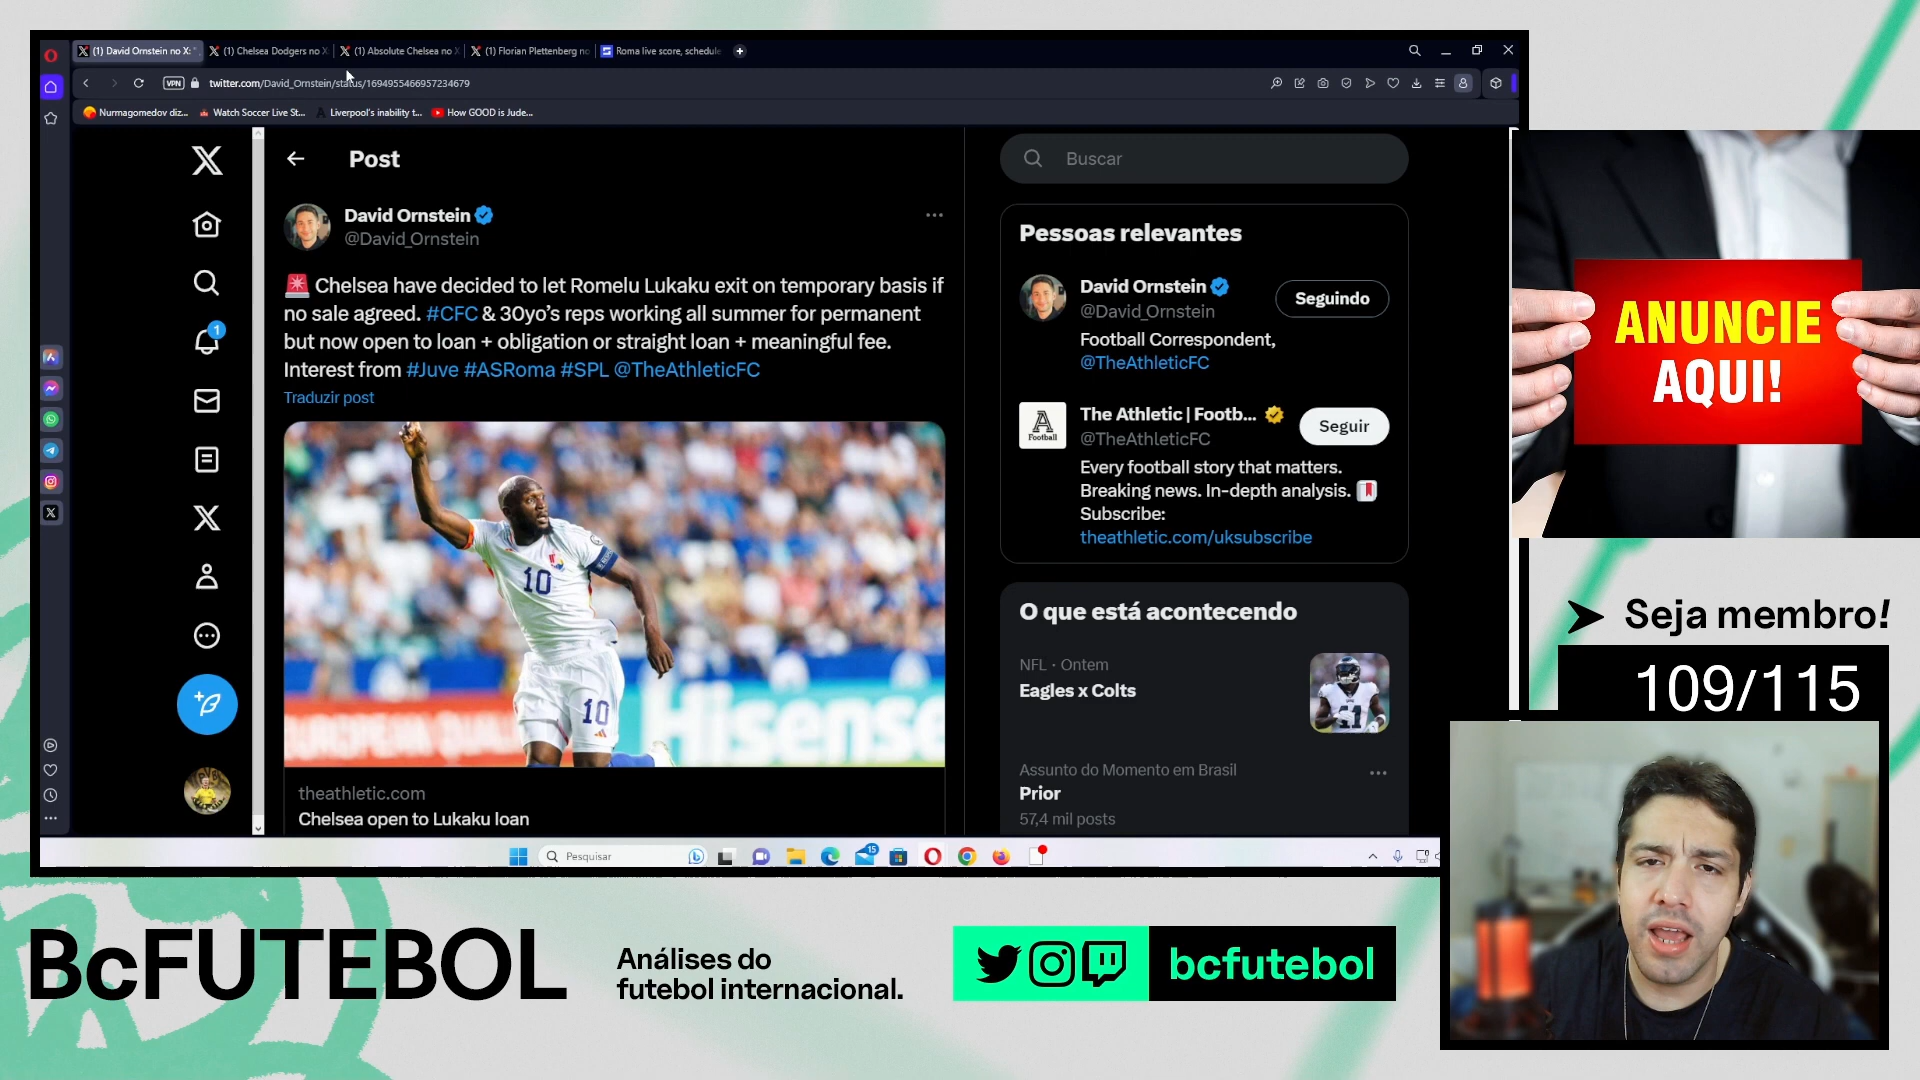 (1) David Ornstein no X: "
(1) Chelsea Dodgers no X
(1) Absolute Chelsea no X
(1) Florian Plettenberg no
Roma live score, schedule
VPN
twitter.com/David_Ornstein/status/1694955466957234679
Nurmagomedov diz...
Watch Soccer Live St...
Liverpool's inability t...
How GOOD is Jude...
Post
David Ornstein
@David_Ornstein
Chelsea have decided to let Romelu Lukaku exit on temporary basis if
no sale agreed. #CFC & 30yo's reps working all summer for permanent
but now open to loan + obligation or straight loan + meaningful fee.
Interest from #Juve #ASRoma #SPL @TheAthleticFC
Traduzir post
10
10
Hisense
theathletic.com
Chelsea open to Lukaku loan
1
Buscar
Pessoas relevantes
David Ornstein
@David_Ornstein
Seguindo
Football Correspondent,
@TheAthleticFC
A
Football
The Athletic | Footb...
@TheAthleticFC
Seguir
Every football story that matters.
Breaking news. In-depth analysis.
Subscribe:
theathletic.com/uksubscribe
O que está acontecendo
NFL · Ontem
Eagles x Colts
Assunto do Momento em Brasil
Prior
57,4 mil posts
Pesquisar
15
ANUNCIE
AQUI!
Seja membro!
109/115
BcFUTEBOL
Análises do
futebol internacional.
bcfutebol